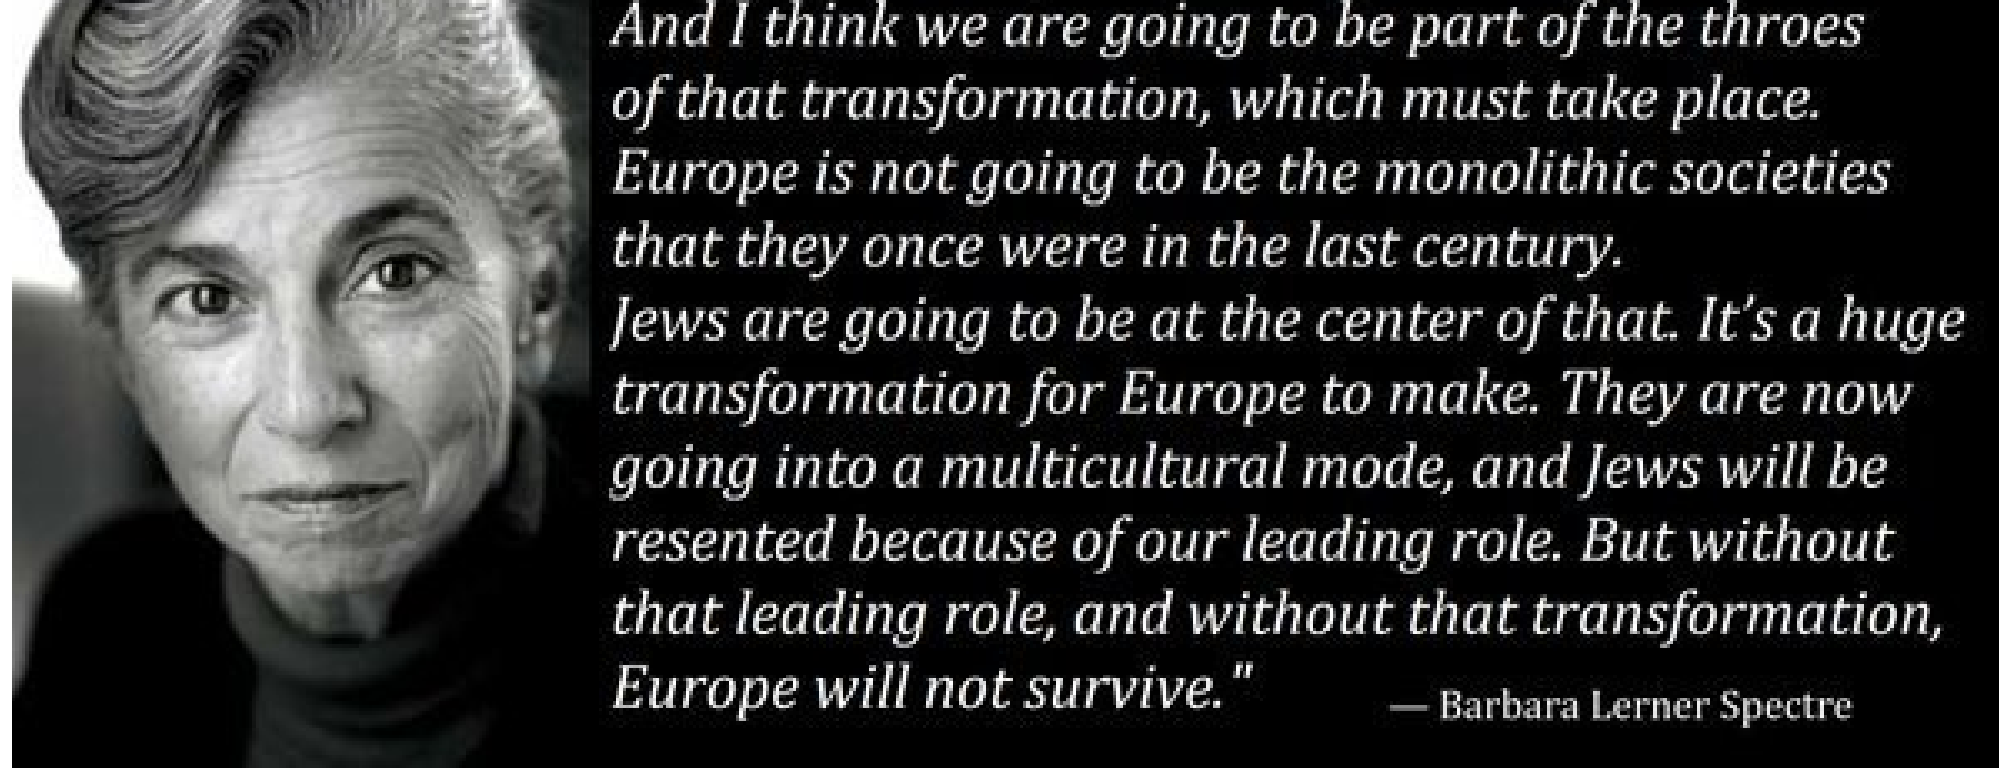 And I think we are going to be part of the throes
of that transformation, which must take place.
Europe is not going to be the monolithic societies
that they once were in the last century.
Jews are going to be at the center of that. It's a huge
transformation for Europe to make. They are now
going into a multicultural mode, and Jews will be
resented because of our leading role. But without
that leading role, and without that transformation,
Europe will not survive."
— Barbara Lerner Spectre